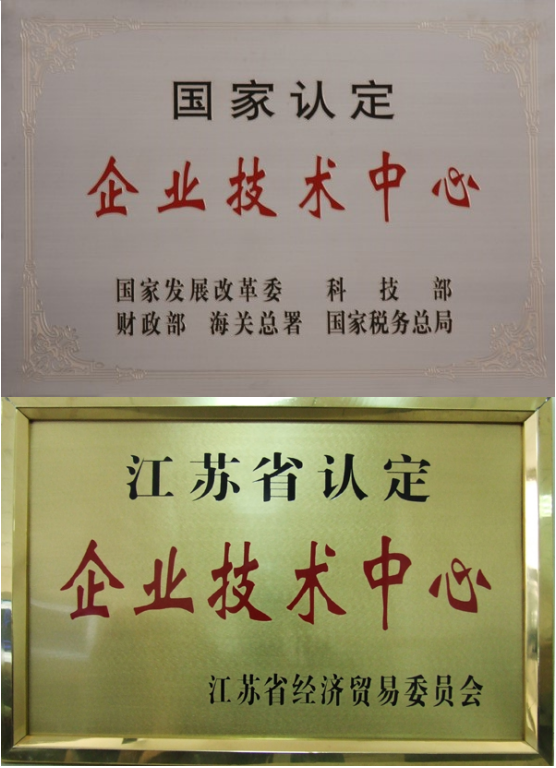 国家认定
企业技术中心
国家发展改革委 科技部
财政部 海关总署 国家税务总局
江苏省认定
企业技术中心
江苏省经济贸易委员会